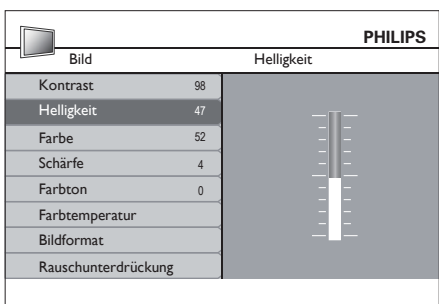 PHILIPS
Bild Helligkeit
Kontrast 98
Helligkeit 47
Farbe 52
Schärfe 4
Farbton 0
Farbtemperatur
Bildformat
Rauschunterdrückung